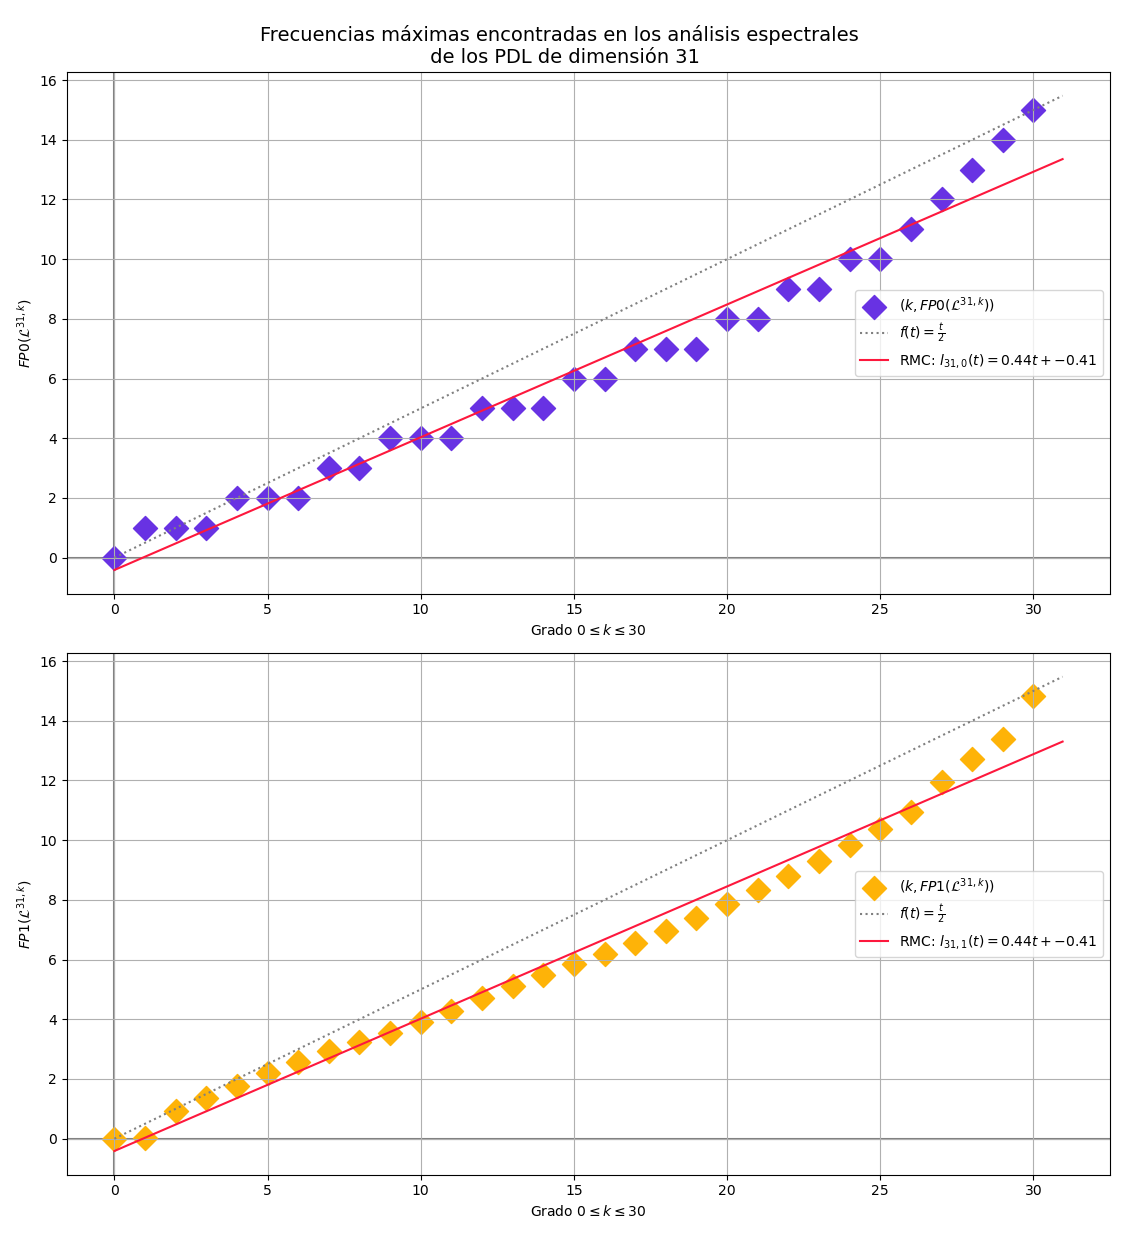 Frecuencias máximas encontradas en los análisis espectrales
de los PDL de dimensión 31
16
14
12
10
8
6
4
2
0
FP0(ℒ^{31,k})
(k, FP0(ℒ^{31,k}))
f(t) = t/2
RMC: l_{31,0}(t) = 0.44t + −0.41
0 5 10 15 20 25 30
Grado 0 ≤ k ≤ 30
16
14
12
10
8
6
4
2
0
FP1(ℒ^{31,k})
(k, FP1(ℒ^{31,k}))
f(t) = t/2
RMC: l_{31,1}(t) = 0.44t + −0.41
0 5 10 15 20 25 30
Grado 0 ≤ k ≤ 30